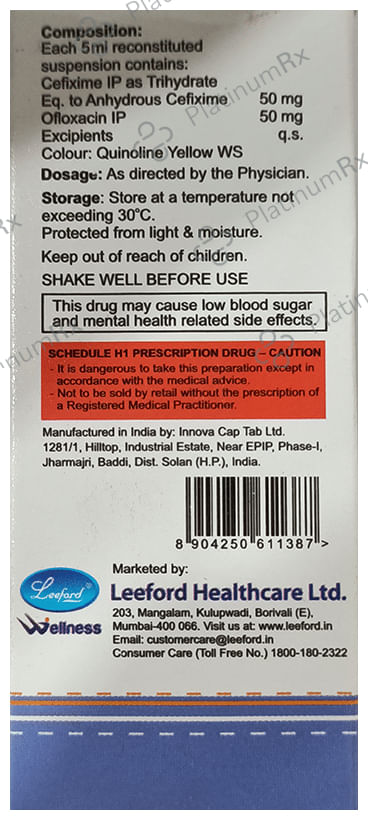 Composition:
Each 5ml reconstituted
suspension contains:
Cefixime IP as Trihydrate
Eq. to Anhydrous Cefixime 50 mg
Ofloxacin IP 50 mg
Excipients q.s.
Colour: Quinoline Yellow WS
Dosage: As directed by the Physician.
Storage: Store at a temperature not
exceeding 30°C.
Protected from light & moisture.
Keep out of reach of children.
SHAKE WELL BEFORE USE
This drug may cause low blood sugar
and mental health related side effects.
SCHEDULE H1 PRESCRIPTION DRUG – CAUTION
- It is dangerous to take this preparation except in
accordance with the medical advice.
- Not to be sold by retail without the prescription of
a Registered Medical Practitioner.
Manufactured in India by: Innova Cap Tab Ltd.
1281/1, Hilltop, Industrial Estate, Near EPIP, Phase-I,
Jharmajri, Baddi, Dist. Solan (H.P.), India.
8 904250 611387 >
Marketed by:
Leeford®
Wellness
Leeford Healthcare Ltd.
203, Mangalam, Kulupwadi, Borivali (E),
Mumbai-400 066. Visit us at: www.leeford.in
Email: customercare@leeford.in
Consumer Care (Toll Free No.) 1800-180-2322
PlatinumRx
PlatinumRx
PlatinumRx